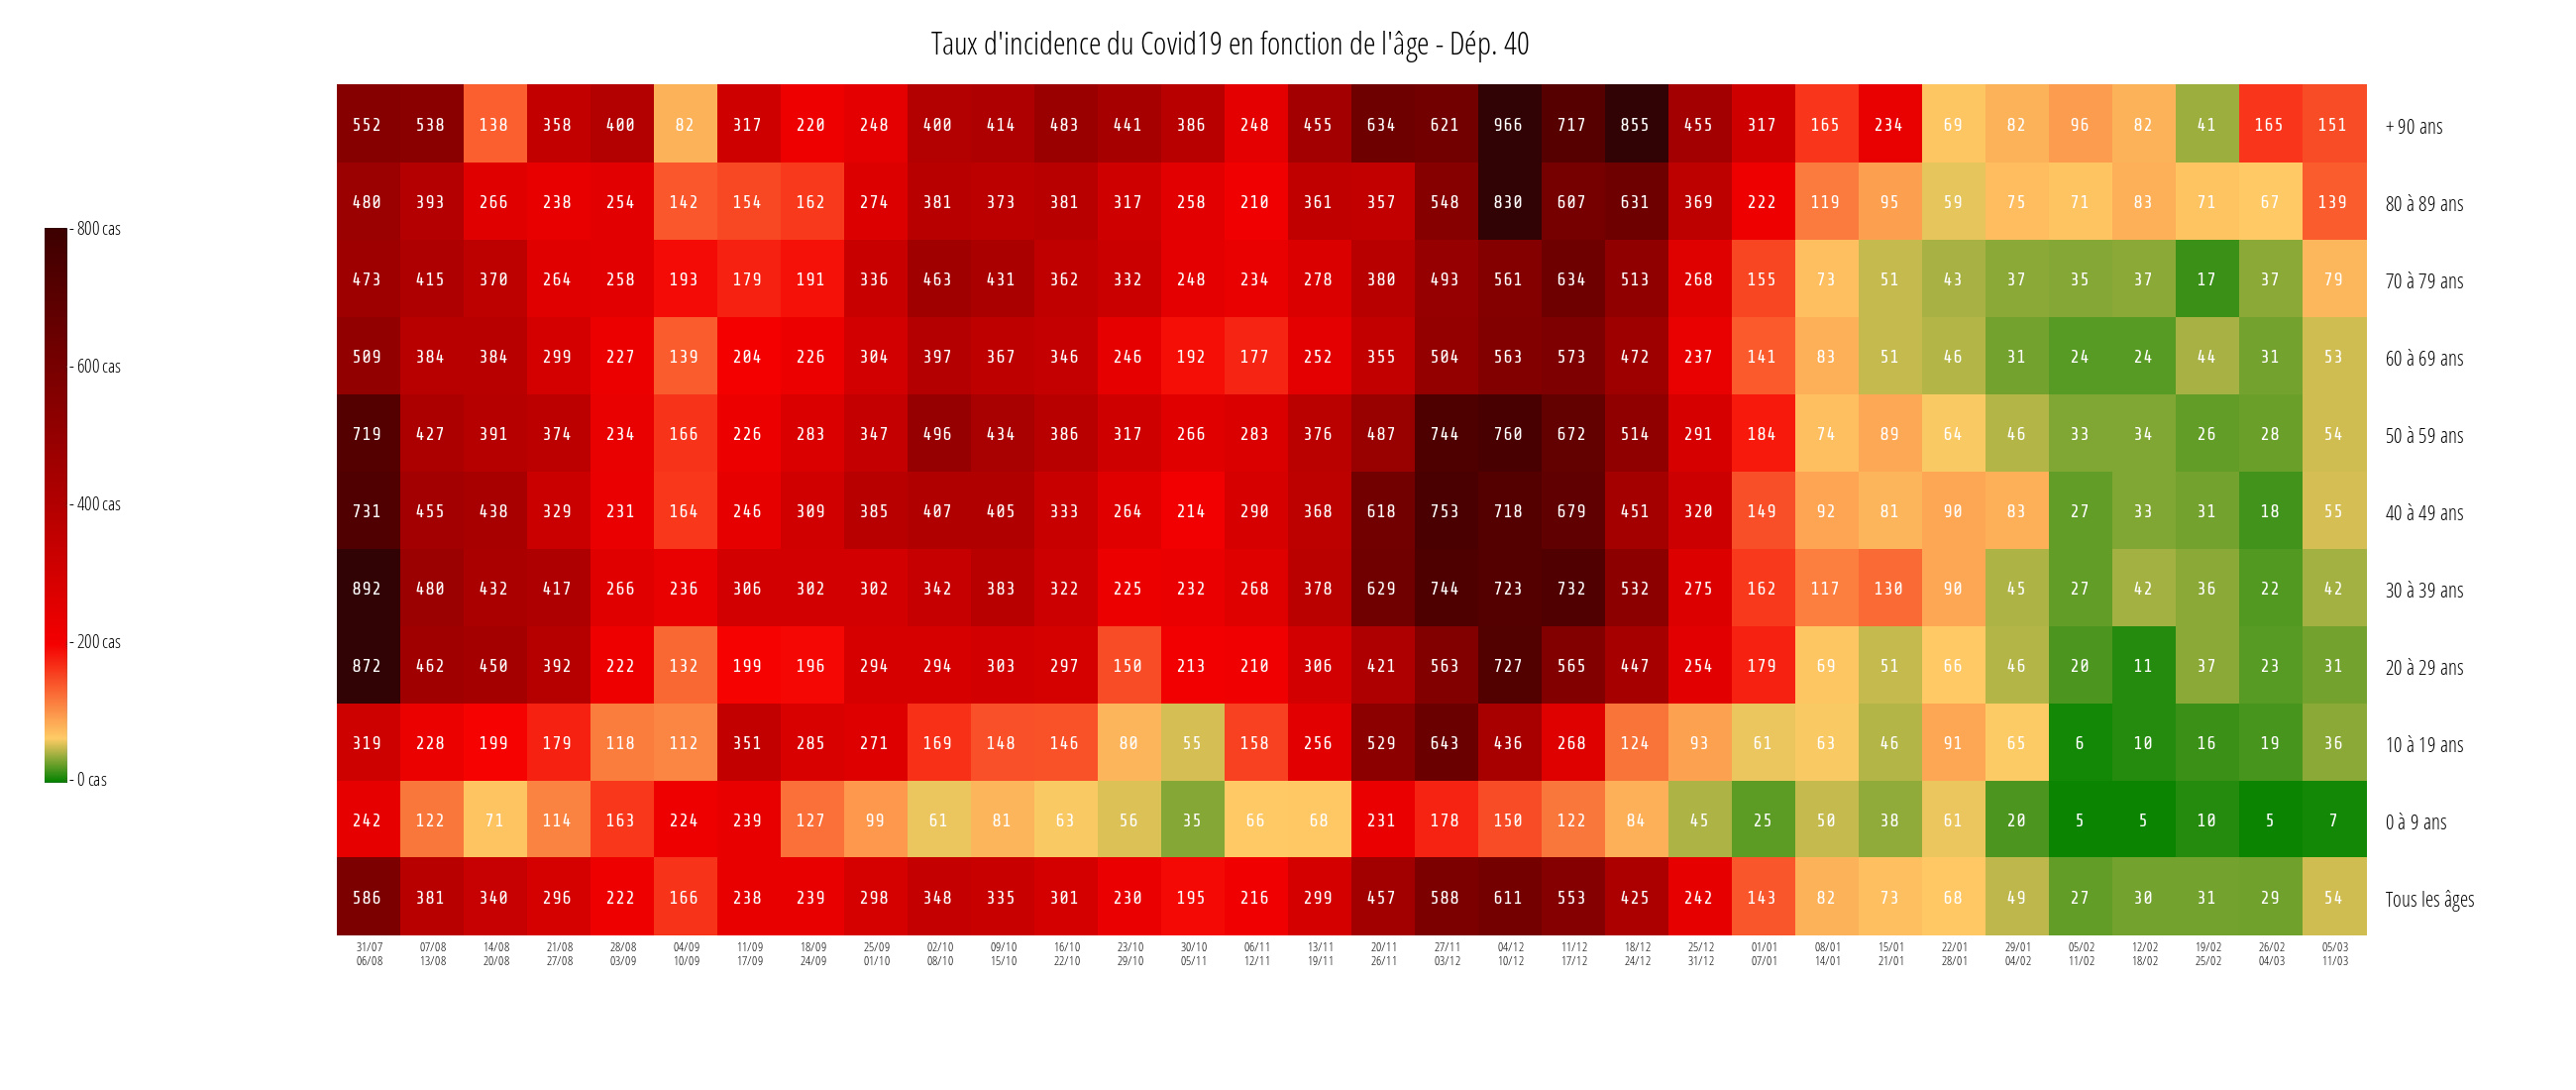 Taux d'incidence du Covid19 en fonction de l'âge - Dép. 40
552 538 138 358 400 82 317 220 248 400 414 483 441 386 248 455 634 621 966 717 855 455 317 165 234 69 82 96 82 41 165 151 + 90 ans
480 393 266 238 254 142 154 162 274 381 373 381 317 258 210 361 357 548 830 607 631 369 222 119 95 59 75 71 83 71 67 139 80 à 89 ans
- 800 cas
473 415 370 264 258 193 179 191 336 463 431 362 332 248 234 278 380 493 561 634 513 268 155 73 51 43 37 35 37 17 37 79 70 à 79 ans
509 384 384 299 227 139 204 226 304 397 367 346 246 192 177 252 355 504 563 573 472 237 141 83 51 46 31 24 24 44 31 53 60 à 69 ans
- 600 cas
719 427 391 374 234 166 226 283 347 496 434 386 317 266 283 376 487 744 760 672 514 291 184 74 89 64 46 33 34 26 28 54 50 à 59 ans
- 400 cas
731 455 438 329 231 164 246 309 385 407 405 333 264 214 290 368 618 753 718 679 451 320 149 92 81 90 83 27 33 31 18 55 40 à 49 ans
892 480 432 417 266 236 306 302 302 342 383 322 225 232 268 378 629 744 723 732 532 275 162 117 130 90 45 27 42 36 22 42 30 à 39 ans
- 200 cas
872 462 450 392 222 132 199 196 294 294 303 297 150 213 210 306 421 563 727 565 447 254 179 69 51 66 46 20 11 37 23 31 20 à 29 ans
319 228 199 179 118 112 351 285 271 169 148 146 80 55 158 256 529 643 436 268 124 93 61 63 46 91 65 6 10 16 19 36 10 à 19 ans
- 0 cas
242 122 71 114 163 224 239 127 99 61 81 63 56 35 66 68 231 178 150 122 84 45 25 50 38 61 20 5 5 10 5 7 0 à 9 ans
586 381 340 296 222 166 238 239 298 348 335 301 230 195 216 299 457 588 611 553 425 242 143 82 73 68 49 27 30 31 29 54 Tous les âges
31/07 07/08 14/08 21/08 28/08 04/09 11/09 18/09 25/09 02/10 09/10 16/10 23/10 30/10 06/11 13/11 20/11 27/11 04/12 11/12 18/12 25/12 01/01 08/01 15/01 22/01 29/01 05/02 12/02 19/02 26/02 05/03
06/08 13/08 20/08 27/08 03/09 10/09 17/09 24/09 01/10 08/10 15/10 22/10 29/10 05/11 12/11 19/11 26/11 03/12 10/12 17/12 24/12 31/12 07/01 14/01 21/01 28/01 04/02 11/02 18/02 25/02 04/03 11/03